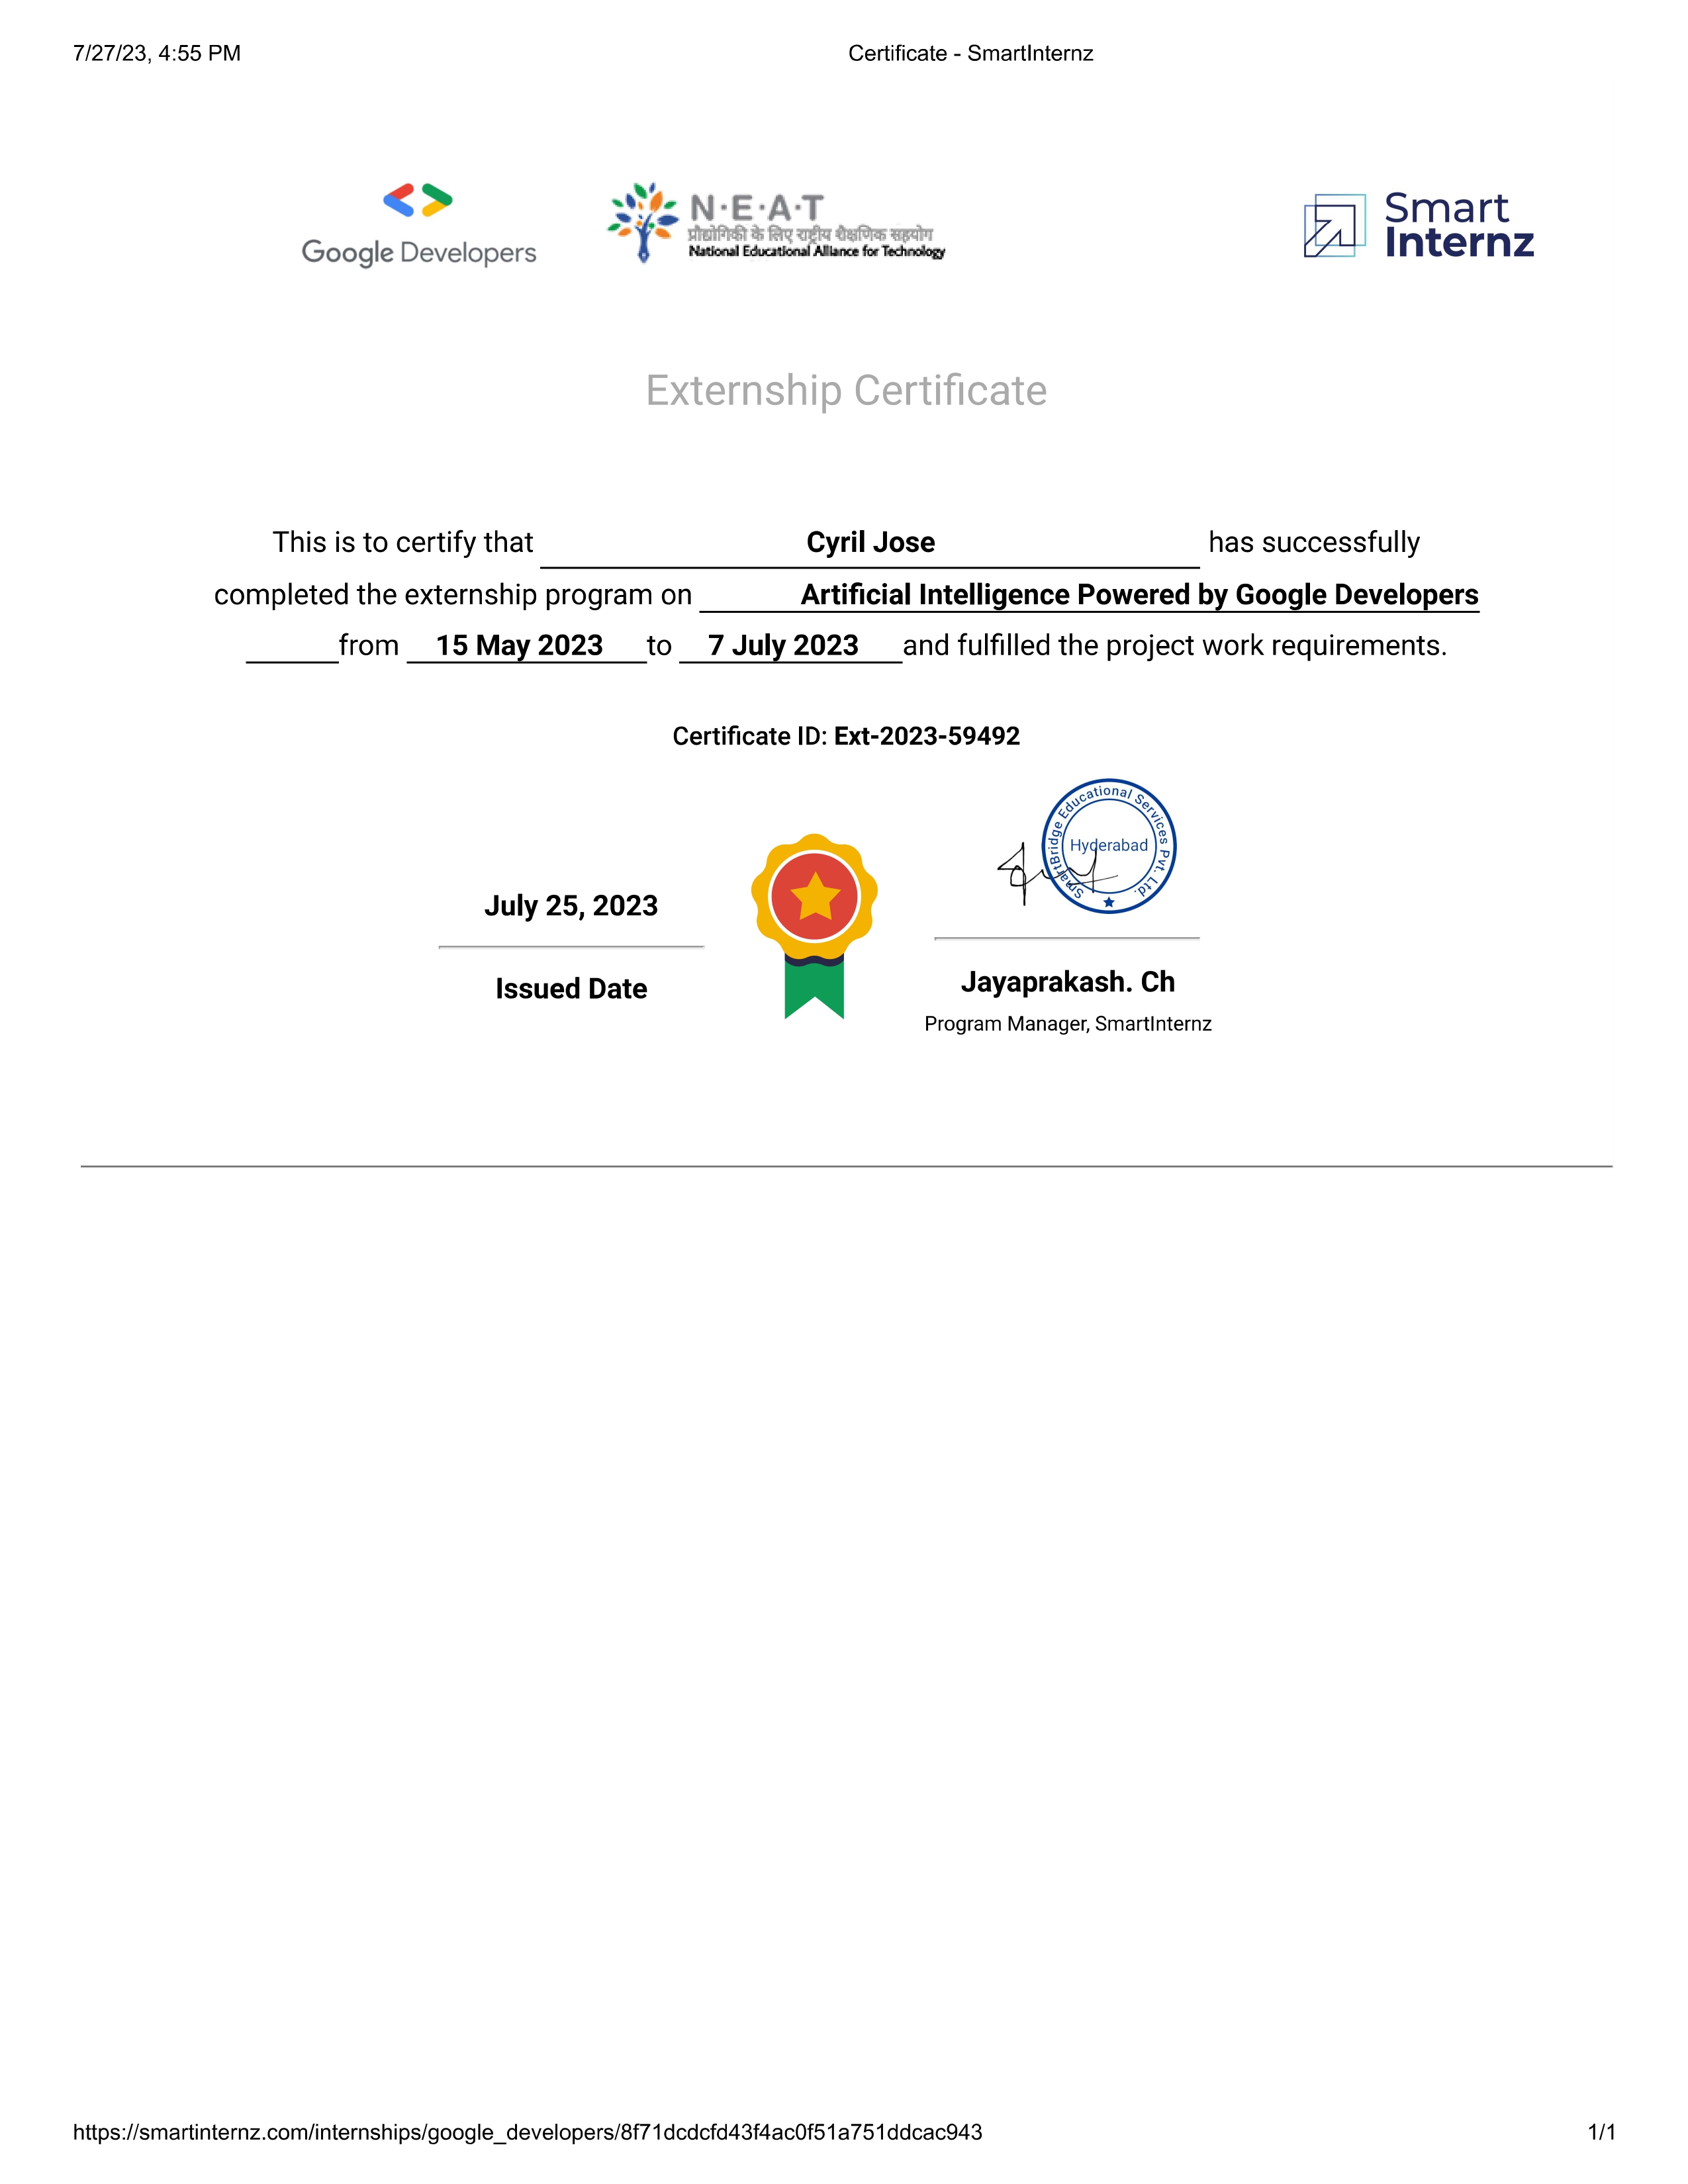 7/27/23, 4:55 PM Certificate - SmartInternz
Google Developers
N·E·A·T
प्रौद्योगिकी के लिए राष्ट्रीय शैक्षणिक सहयोग
National Educational Alliance for Technology
Smart
Internz
Externship Certificate
This is to certify that Cyril Jose has successfully
completed the externship program on Artificial Intelligence Powered by Google Developers
from 15 May 2023 to 7 July 2023 and fulfilled the project work requirements.
Certificate ID: Ext-2023-59492
SmartBridge Educational Services Pvt. Ltd.
Hyderabad
July 25, 2023
Issued Date
Jayaprakash. Ch
Program Manager, SmartInternz
https://smartinternz.com/internships/google_developers/8f71dcdcfd43f4ac0f51a751ddcac943 1/1